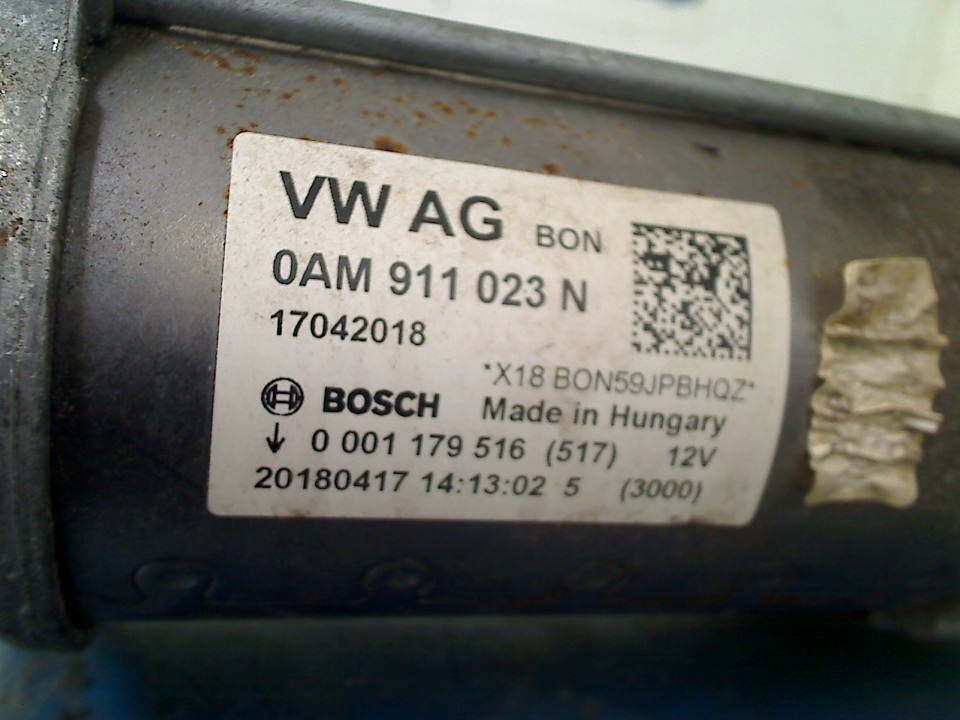 VW AG BON
0AM 911 023 N
17042018
*X18 BON59JPBHQZ*
BOSCH Made in Hungary
↓ 0 001 179 516 (517) 12V
20180417 14:13:02 5 (3000)